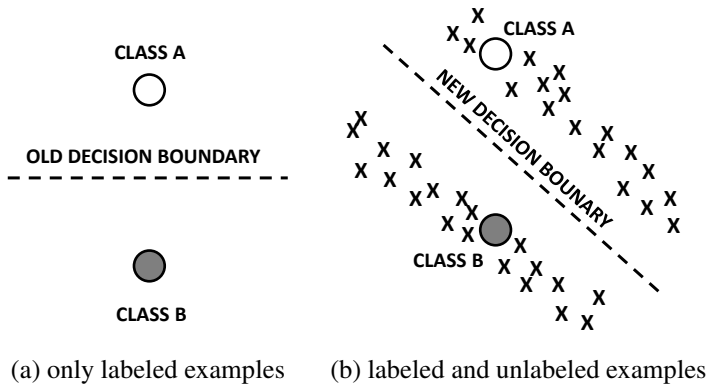 CLASS A
OLD DECISION BOUNDARY
CLASS B
(a) only labeled examples
X X X CLASS A
X X X X X X X X X X X X X X X X
NEW DECISION BOUNARY
X X X X X X X X X X X X
CLASS B
X X X X X X X X
(b) labeled and unlabeled examples